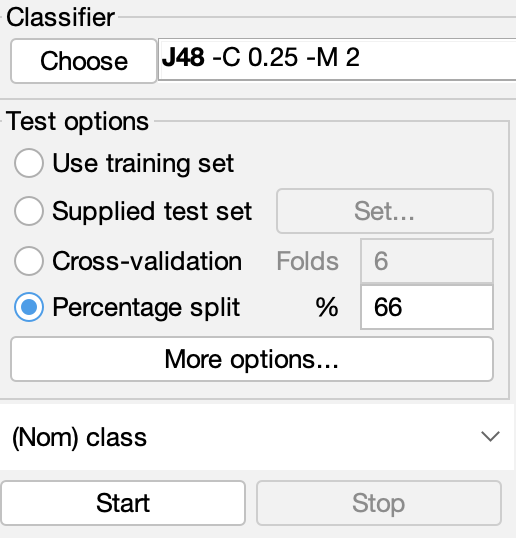 Classifier
Choose J48 -C 0.25 -M 2
Test options
Use training set
Supplied test set Set...
Cross-validation Folds 6
Percentage split % 66
More options...
(Nom) class
Start Stop